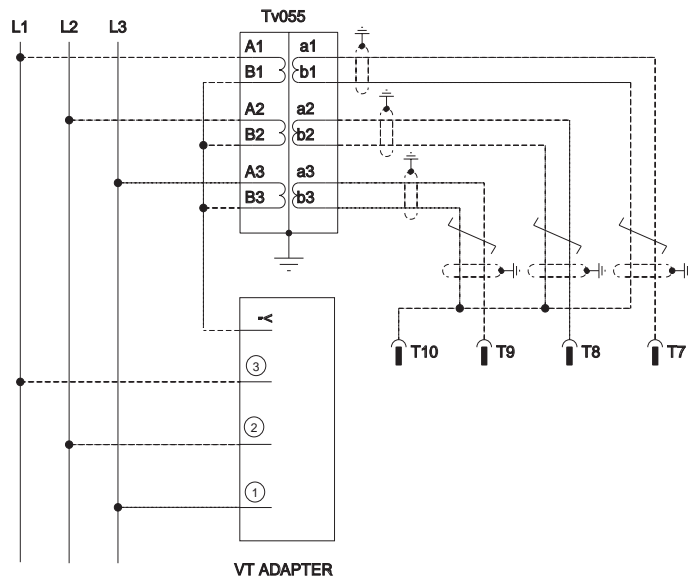 Tv055
L1 L2 L3
A1 a1
B1 b1
A2 a2
B2 b2
A3 a3
B3 b3
-Y
3
T10 T9 T8 T7
2
1
VT ADAPTER